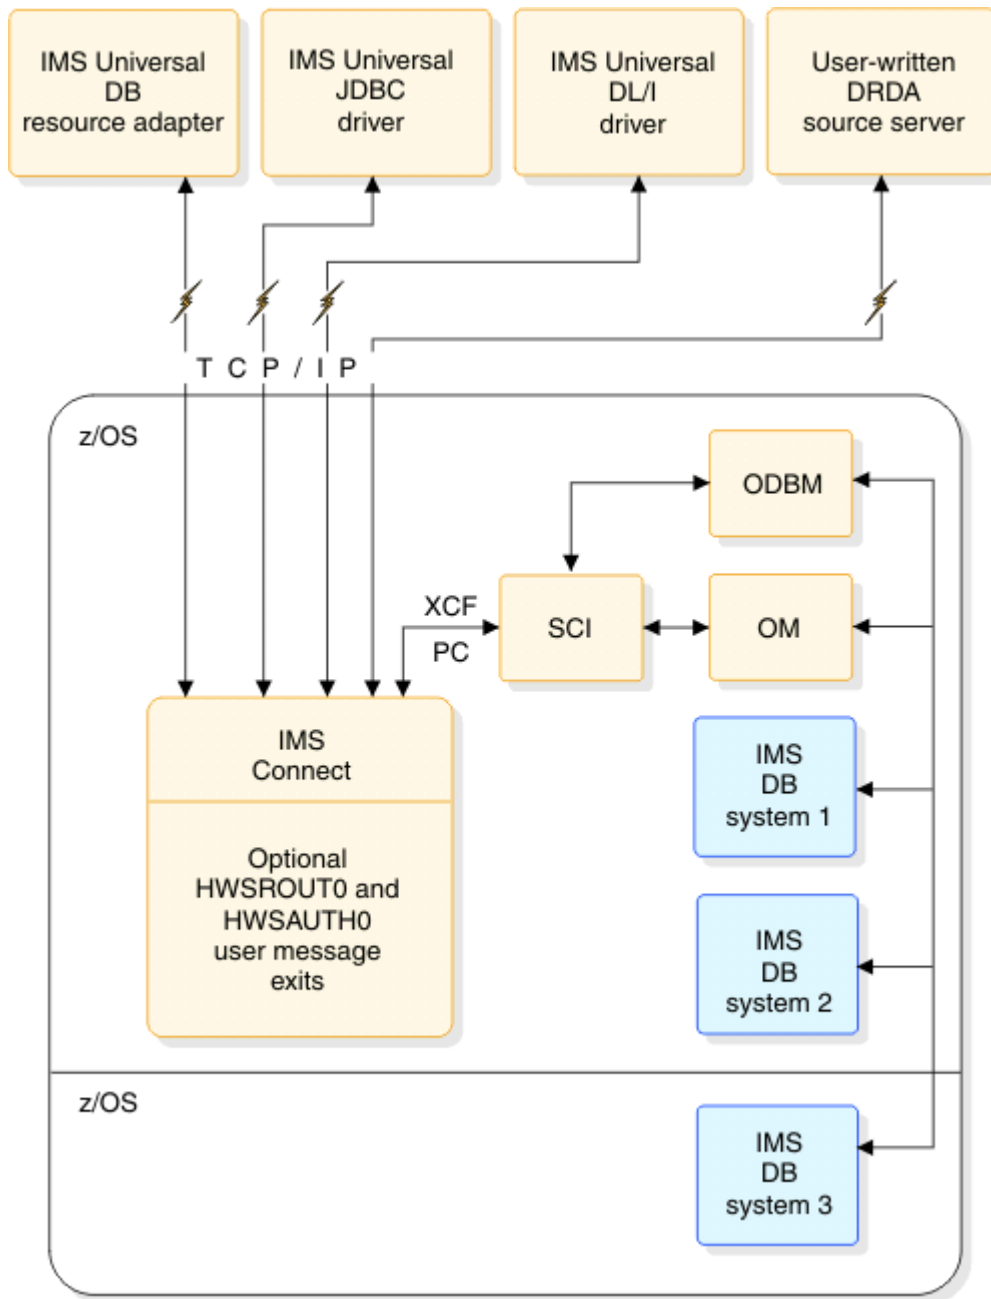 IMS Universal
DB
resource adapter
IMS Universal
JDBC
driver
IMS Universal
DL/I
driver
User-written
DRDA
source server
T C P / I P
z/OS
ODBM
XCF
PC
SCI
OM
IMS
Connect
Optional
HWSROUT0 and
HWSAUTH0
user message
exits
IMS
DB
system 1
IMS
DB
system 2
z/OS
IMS
DB
system 3